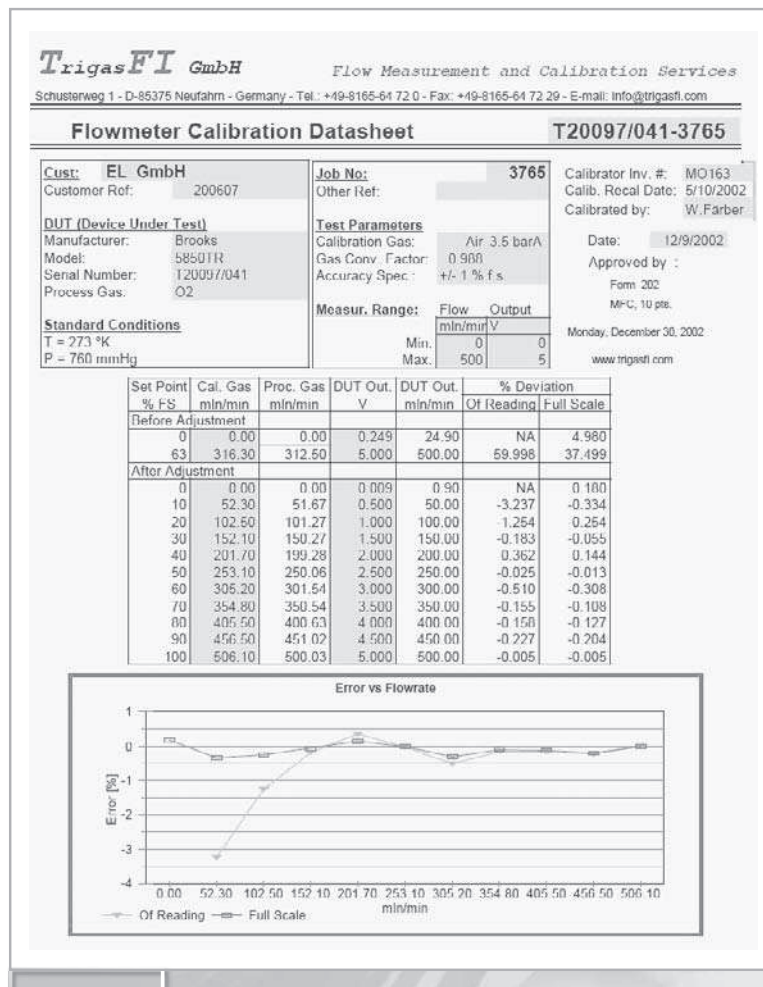 TrigasFI GmbH Flow Measurement and Calibration Services
Schusterweg 1 - D-85375 Neufahrn - Germany - Tel.: +49-8165-64 72 0 - Fax: +49-8165-64 72 29 - E-mail: info@trigasfi.com
Flowmeter Calibration Datasheet T20097/041-3765
Cust: EL GmbH
Customer Ref: 200607
DUT (Device Under Test)
Manufacturer: Brooks
Model: 5850TR
Serial Number: T20097/041
Process Gas: O2
Standard Conditions
T = 273 °K
P = 760 mmHg
Job No: 3765
Other Ref:
Test Parameters
Calibration Gas: Air 3.5 barA
Gas Conv. Factor: 0.988
Accuracy Spec.: +/- 1 % f.s.
Measur. Range: Flow Output
mln/min V
Min. 0 0
Max. 500 5
Calibrator Inv. #: MO163
Calib. Recal Date: 5/10/2002
Calibrated by: W.Färber
Date: 12/9/2002
Approved by :
Form 202
MFC, 10 pts.
Monday, December 30, 2002
www.trigasfi.com
Set Point Cal. Gas Proc. Gas DUT Out. DUT Out. % Deviation
% FS mln/min mln/min V mln/min Of Reading Full Scale
Before Adjustment
0 0.00 0.00 0.249 24.90 NA 4.980
63 316.30 312.50 5.000 500.00 59.998 37.499
After Adjustment
0 0.00 0.00 0.009 0.90 NA 0.180
10 52.30 51.67 0.500 50.00 -3.237 -0.334
20 102.50 101.27 1.000 100.00 -1.254 -0.254
30 152.10 150.27 1.500 150.00 -0.183 -0.055
40 201.70 199.28 2.000 200.00 0.362 0.144
50 253.10 250.06 2.500 250.00 -0.025 -0.013
60 305.20 301.54 3.000 300.00 -0.510 -0.308
70 354.80 350.54 3.500 350.00 -0.155 -0.108
80 405.50 400.63 4.000 400.00 -0.158 -0.127
90 456.50 451.02 4.500 450.00 -0.227 -0.204
100 506.10 500.03 5.000 500.00 -0.005 -0.005
Error vs Flowrate
Error [%]
1
0
-1
-2
-3
-4
0.00 52.30 102.50 152.10 201.70 253.10 305.20 354.80 405.50 456.50 506.10
mln/min
Of Reading Full Scale